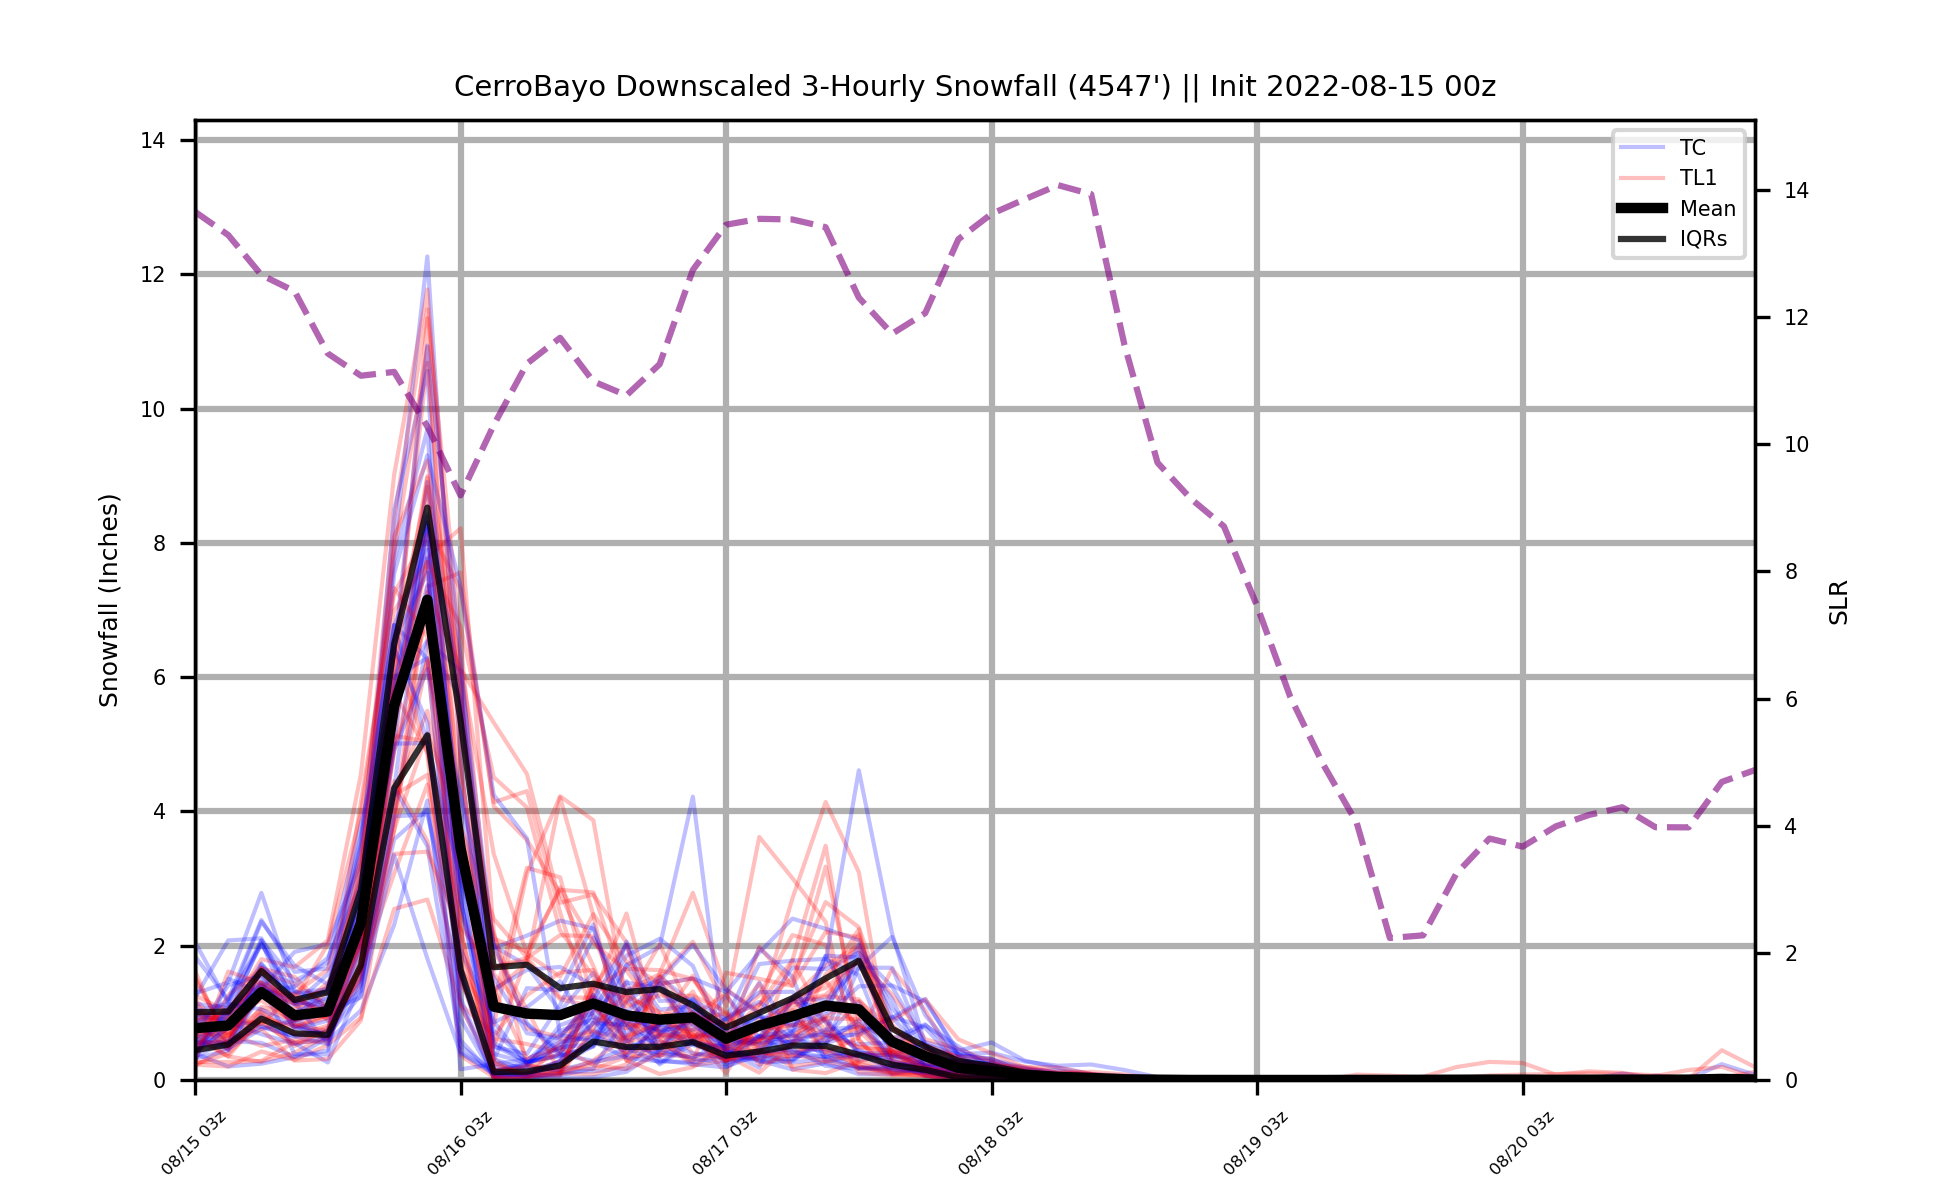 CerroBayo Downscaled 3-Hourly Snowfall (4547') || Init 2022-08-15 00z
TC
TL1
Mean
IQRs
Snowfall (Inches)
14
12
10
8
6
4
2
0
SLR
14
12
10
8
6
4
2
0
08/15 03z
08/16 03z
08/17 03z
08/18 03z
08/19 03z
08/20 03z